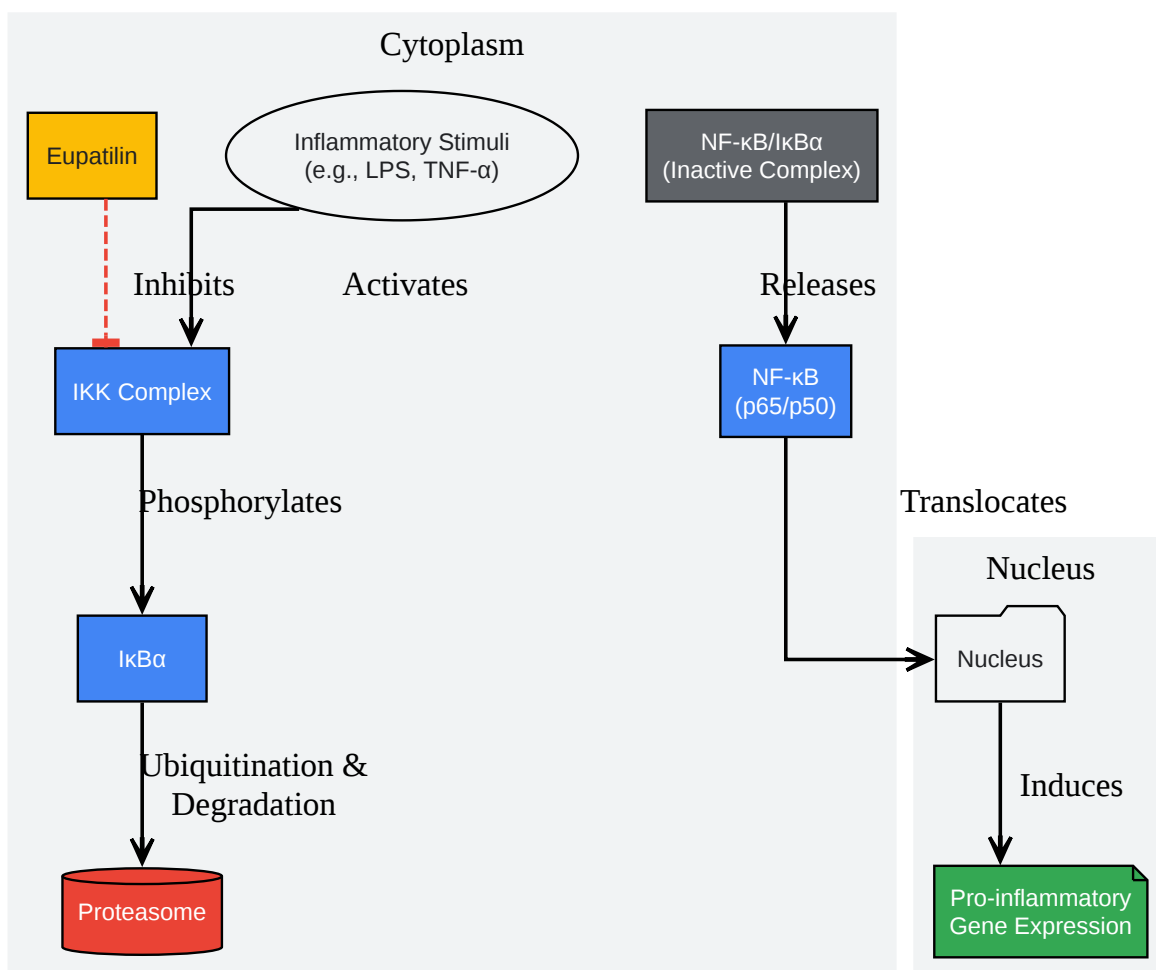 Cytoplasm
Eupatilin
Inflammatory Stimuli
(e.g., LPS, TNF-α)
NF-κB/IκBα
(Inactive Complex)
Inhibits
Activates
Releases
IKK Complex
NF-κB
(p65/p50)
Phosphorylates
Translocates
Nucleus
IκBα
Nucleus
Ubiquitination &
Degradation
Induces
Proteasome
Pro-inflammatory
Gene Expression